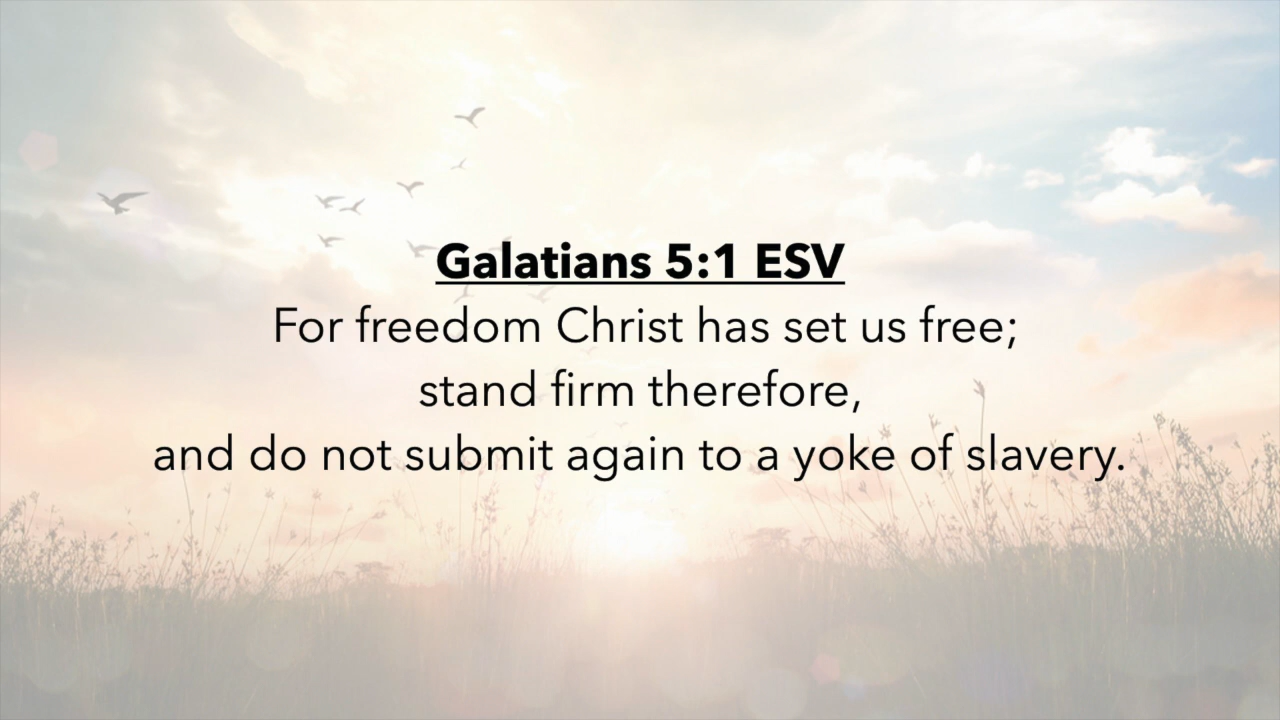 Galatians 5:1 ESV
For freedom Christ has set us free;
stand firm therefore,
and do not submit again to a yoke of slavery.